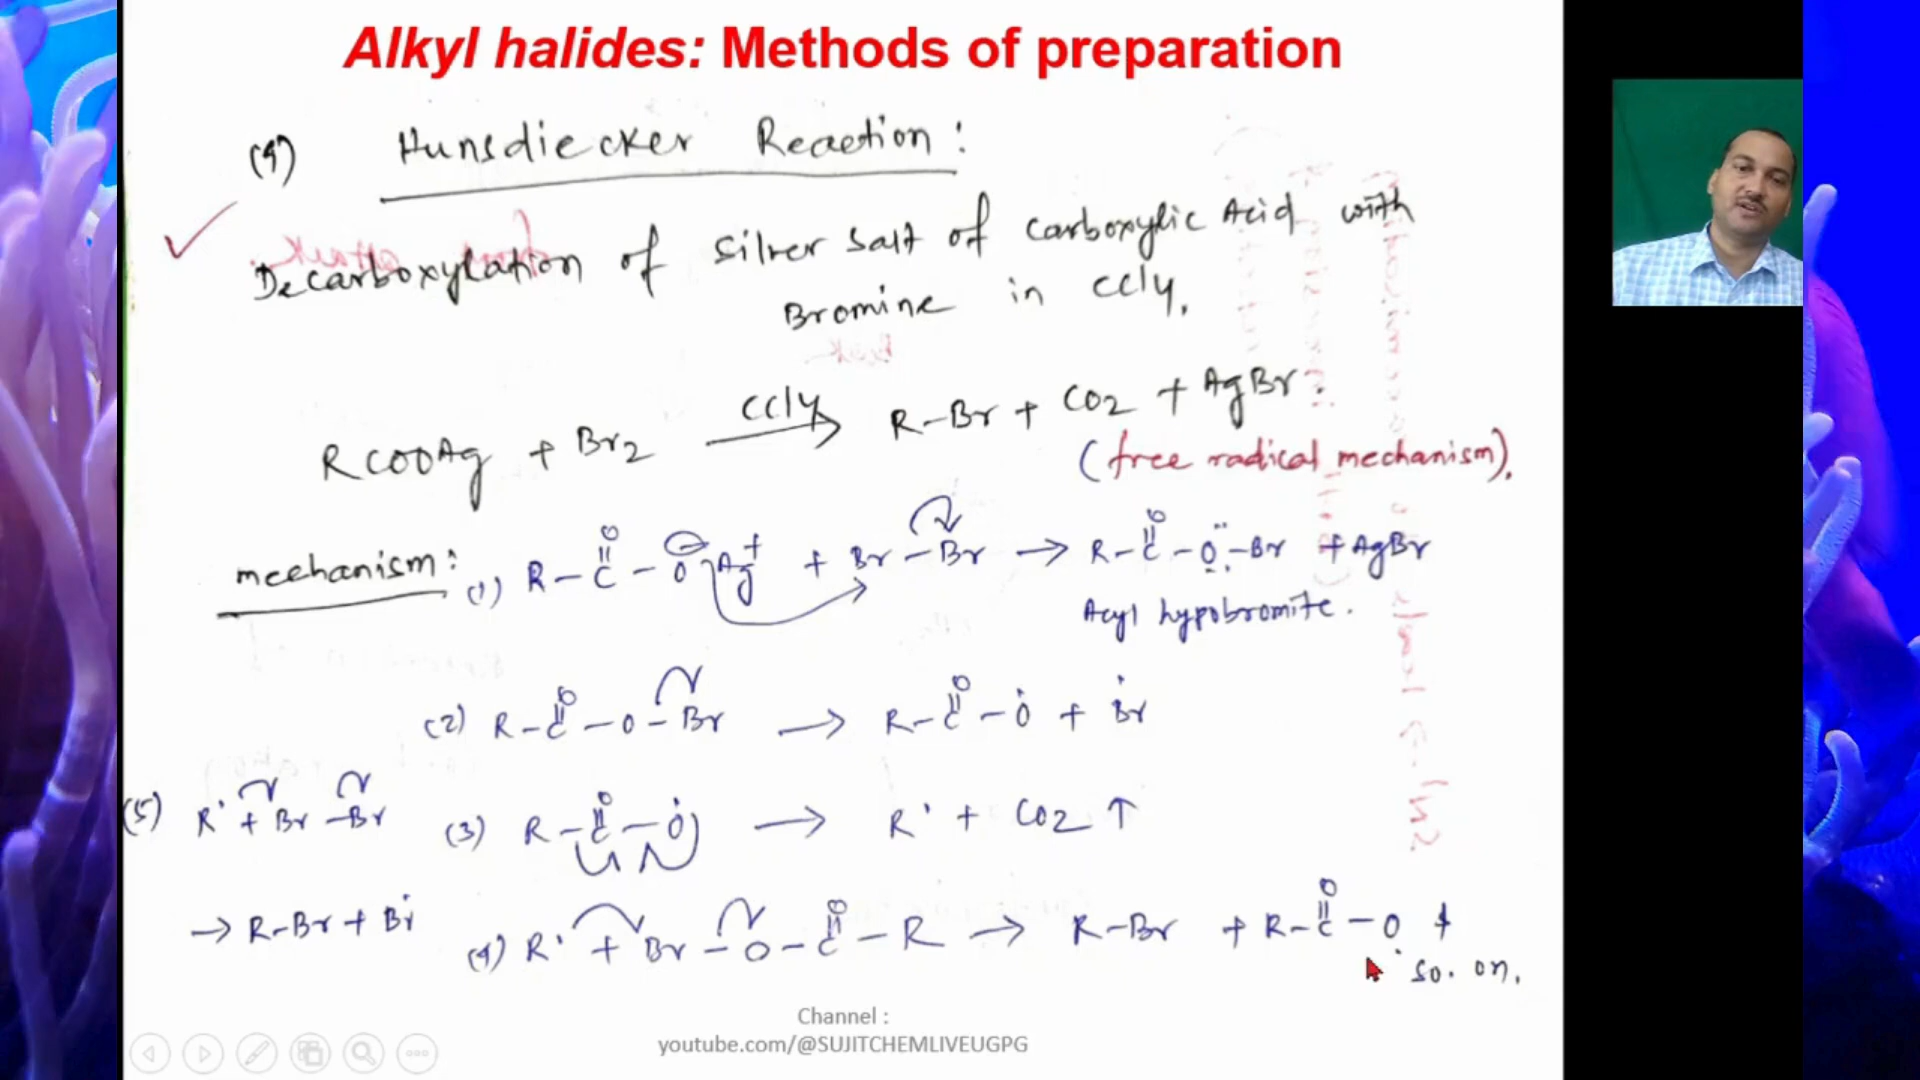 Alkyl halides: Methods of preparation
(4) Hunsdiecker Reaction:
Decarboxylation of silver salt of carboxylic Acid with
Bromine in CCl4.
RCOOAg + Br2 CCl4 → R-Br + CO2 + AgBr.
(free radical mechanism).
mechanism: (1) R-C(=O)-O⊖Ag+ + Br-Br → R-C(=O)-Ö-Br + AgBr
Acyl hypobromite.
(2) R-C(=O)-O-Br → R-C(=O)-Ȯ + Ḃr
(3) R-C(=O)-Ȯ → R˙ + CO2 ↑
(4) R˙ + Br-O-C(=O)-R → R-Br + R-C(=O)-O˙ +
so. on.
(5) R˙ + Br-Br
→ R-Br + Ḃr
Channel :
youtube.com/@SUJITCHEMLIVEUGPG